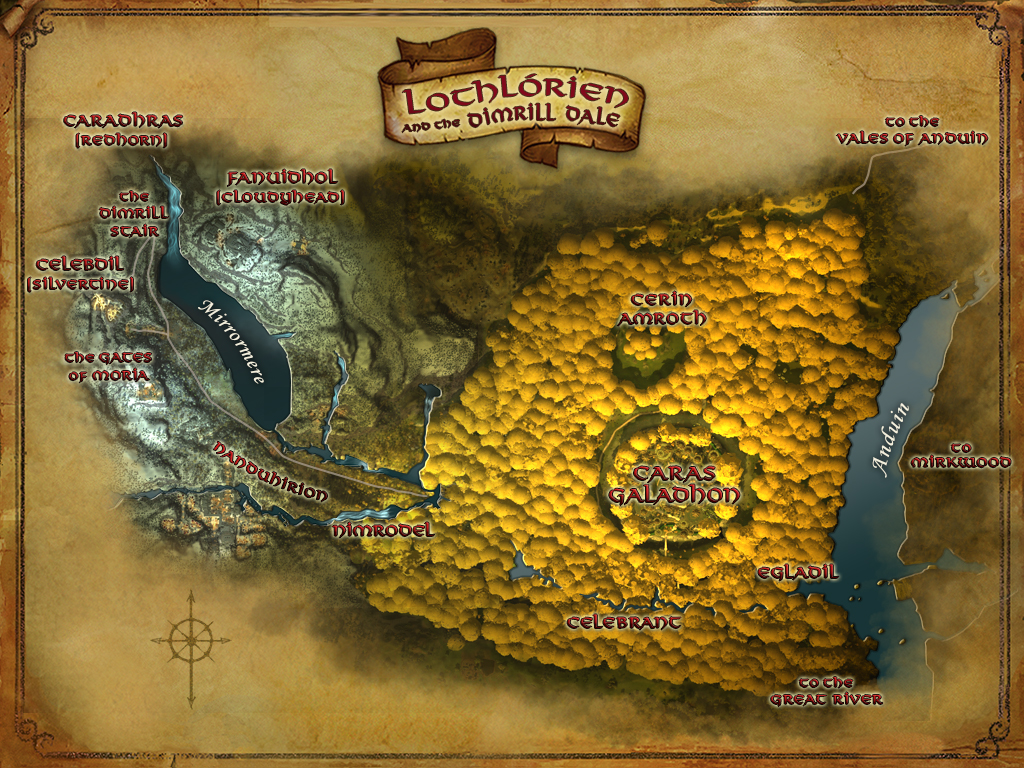 Lothlórien
and the Dimrill Dale
Caradhras
(Redhorn)
Fanuidhol
(Cloudyhead)
to the
Vales of Anduin
the
Dimrill
Stair
Celebdil
(Silvertine)
Mirrormere
Cerin
Amroth
the Gates
of Moria
Anduin
to
Mirkwood
Nanduhirion
Caras
Galadhon
Nimrodel
Egladil
Celebrant
to the
Great River